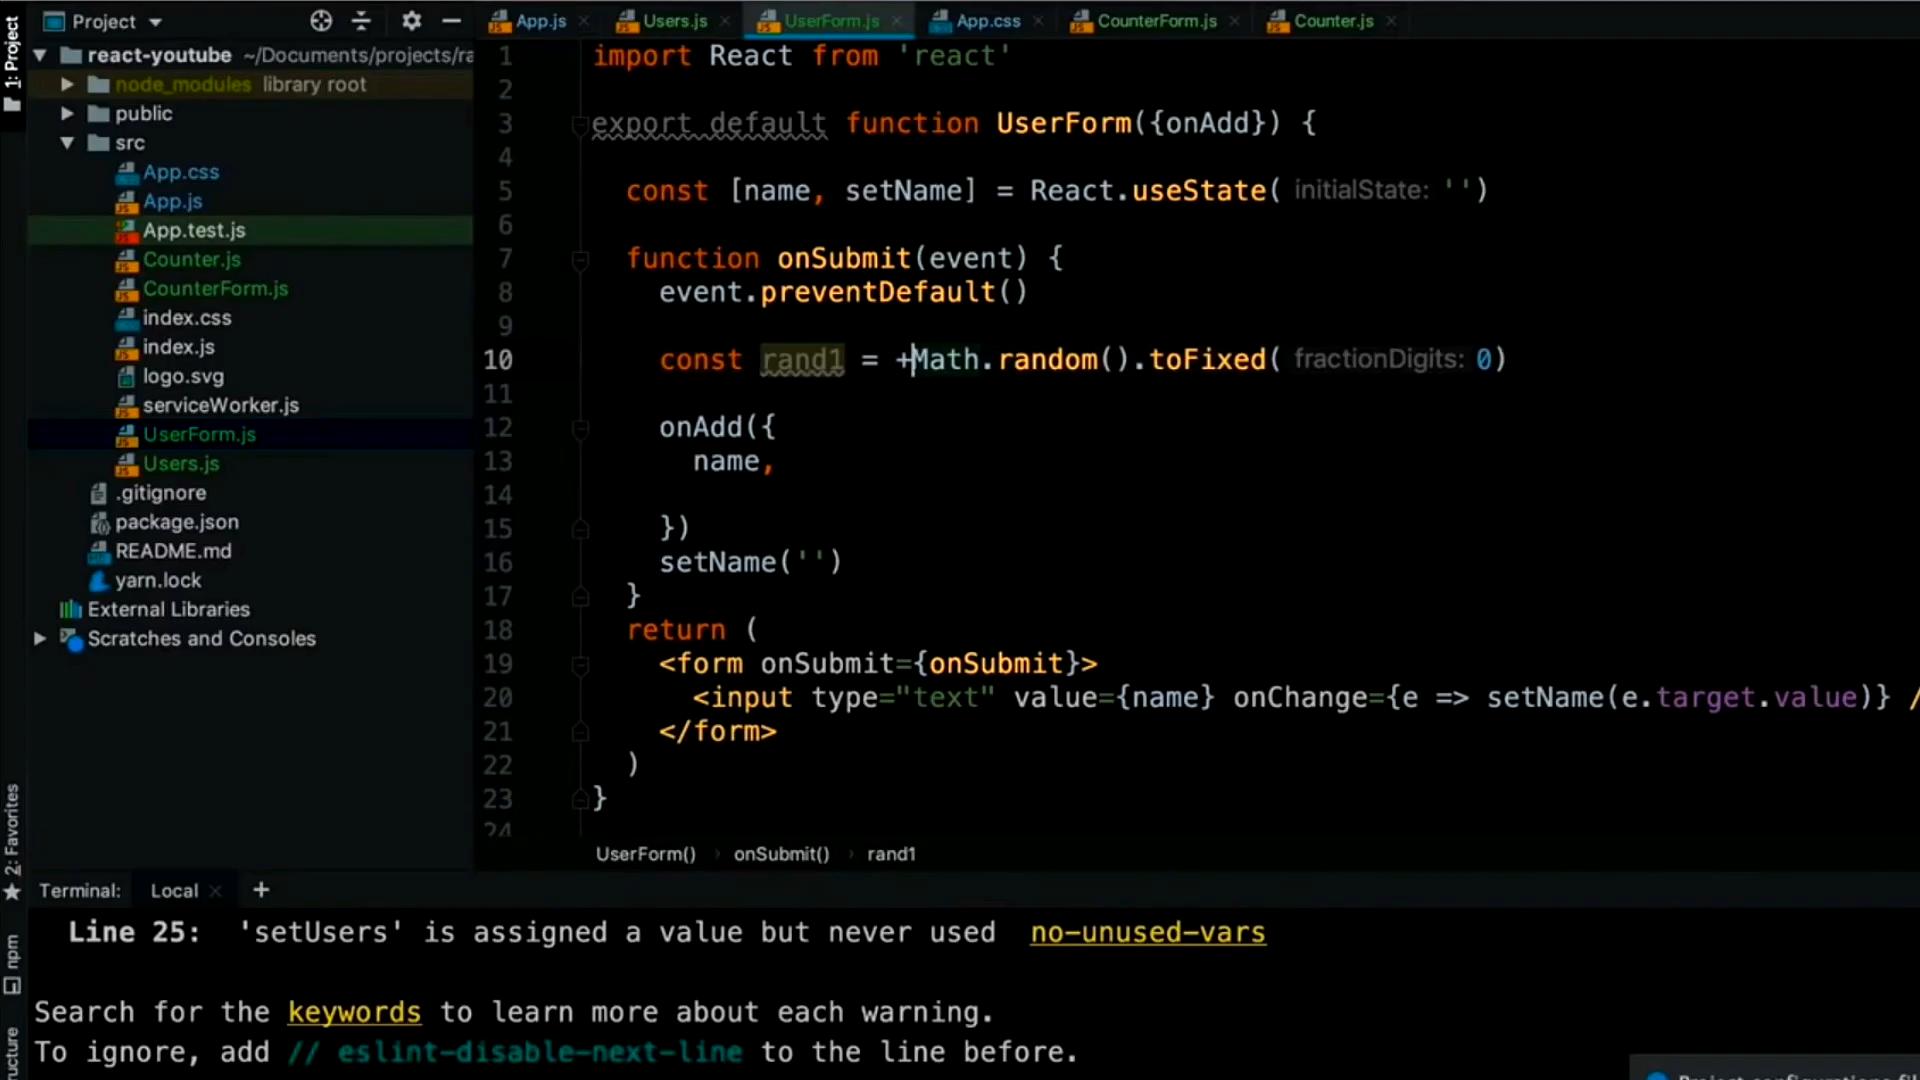 1: Project
Project
App.js
Users.js
UserForm.js
App.css
CounterForm.js
Counter.js
react-youtube ~/Documents/projects/ra
node_modules library root
public
src
App.css
App.js
App.test.js
Counter.js
CounterForm.js
index.css
index.js
logo.svg
serviceWorker.js
UserForm.js
Users.js
.gitignore
package.json
README.md
yarn.lock
External Libraries
Scratches and Consoles
1 import React from 'react'
2
3 export default function UserForm({onAdd}) {
4
5 const [name, setName] = React.useState( initialState: '')
6
7 function onSubmit(event) {
8 event.preventDefault()
9
10 const rand1 = +Math.random().toFixed( fractionDigits: 0)
11
12 onAdd({
13 name,
14
15 })
16 setName('')
17 }
18 return (
19 <form onSubmit={onSubmit}>
20 <input type="text" value={name} onChange={e => setName(e.target.value)} /
21 </form>
22 )
23 }
24
UserForm() › onSubmit() › rand1
2: Favorites
npm
ructure
Terminal: Local +
Line 25: 'setUsers' is assigned a value but never used no-unused-vars
Search for the keywords to learn more about each warning.
To ignore, add // eslint-disable-next-line to the line before.